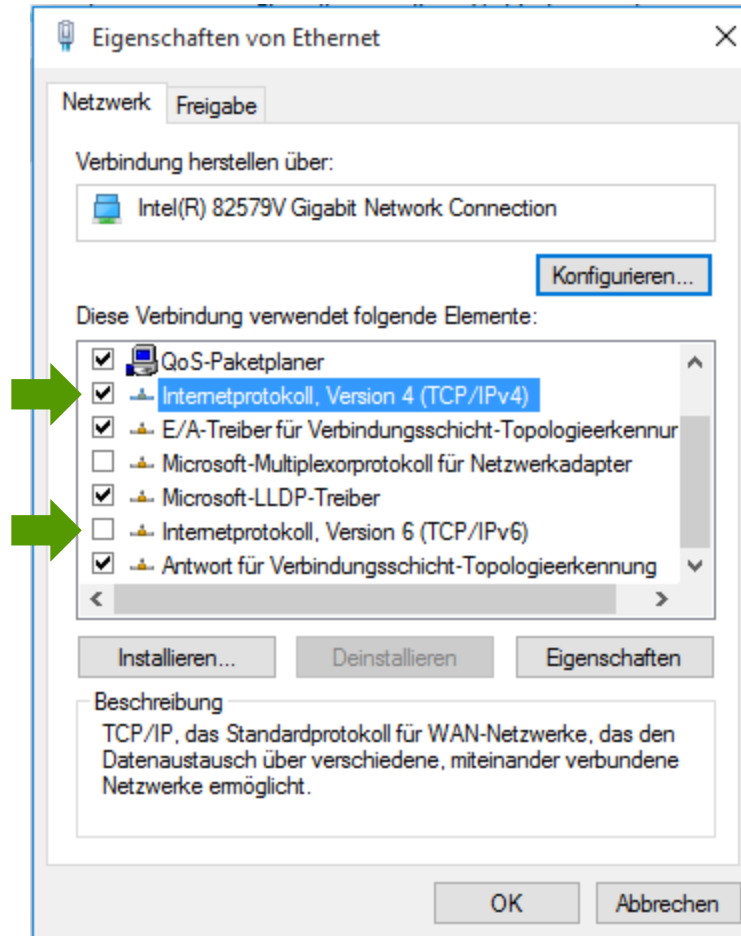 Eigenschaften von Ethernet
Netzwerk Freigabe
Verbindung herstellen über:
Intel(R) 82579V Gigabit Network Connection
Konfigurieren...
Diese Verbindung verwendet folgende Elemente:
QoS-Paketplaner
Internetprotokoll, Version 4 (TCP/IPv4)
E/A-Treiber für Verbindungsschicht-Topologieerkennur
Microsoft-Multiplexorprotokoll für Netzwerkadapter
Microsoft-LLDP-Treiber
Internetprotokoll, Version 6 (TCP/IPv6)
Antwort für Verbindungsschicht-Topologieerkennung
Installieren... Deinstallieren Eigenschaften
Beschreibung
TCP/IP, das Standardprotokoll für WAN-Netzwerke, das den
Datenaustausch über verschiedene, miteinander verbundene
Netzwerke ermöglicht.
OK Abbrechen